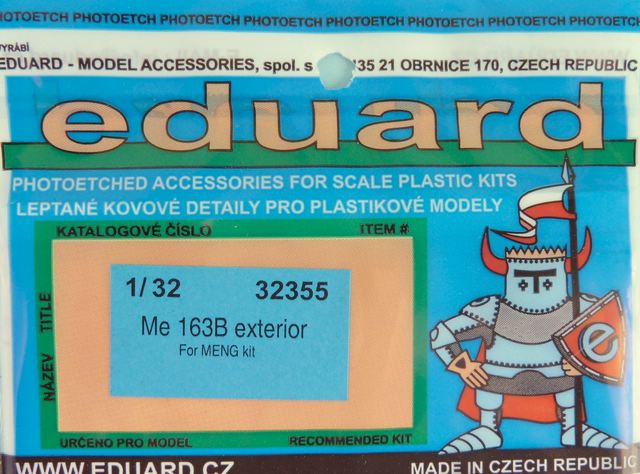 PHOTOETCH PHOTOETCH PHOTOETCH PHOTOETCH PHOTOETCH PHOTOETCH PHOTOETCH PHOTOETCH
VYRÁBÍ
EDUARD - MODEL ACCESSORIES, spol. s 35 21 OBRNICE 170, CZECH REPUBLIC
eduard
PHOTOETCHED ACCESSORIES FOR SCALE PLASTIC KITS
LEPTANÉ KOVOVÉ DETAILY PRO PLASTIKOVÉ MODELY
KATALOGOVÉ ČÍSLO ITEM #
NÁZEV TITLE
1/32 32355
Me 163B exterior
For MENG kit
e
URČENO PRO MODEL RECOMMENDED KIT
WWW.EDUARD.CZ MADE IN CZECH REPUBLIC